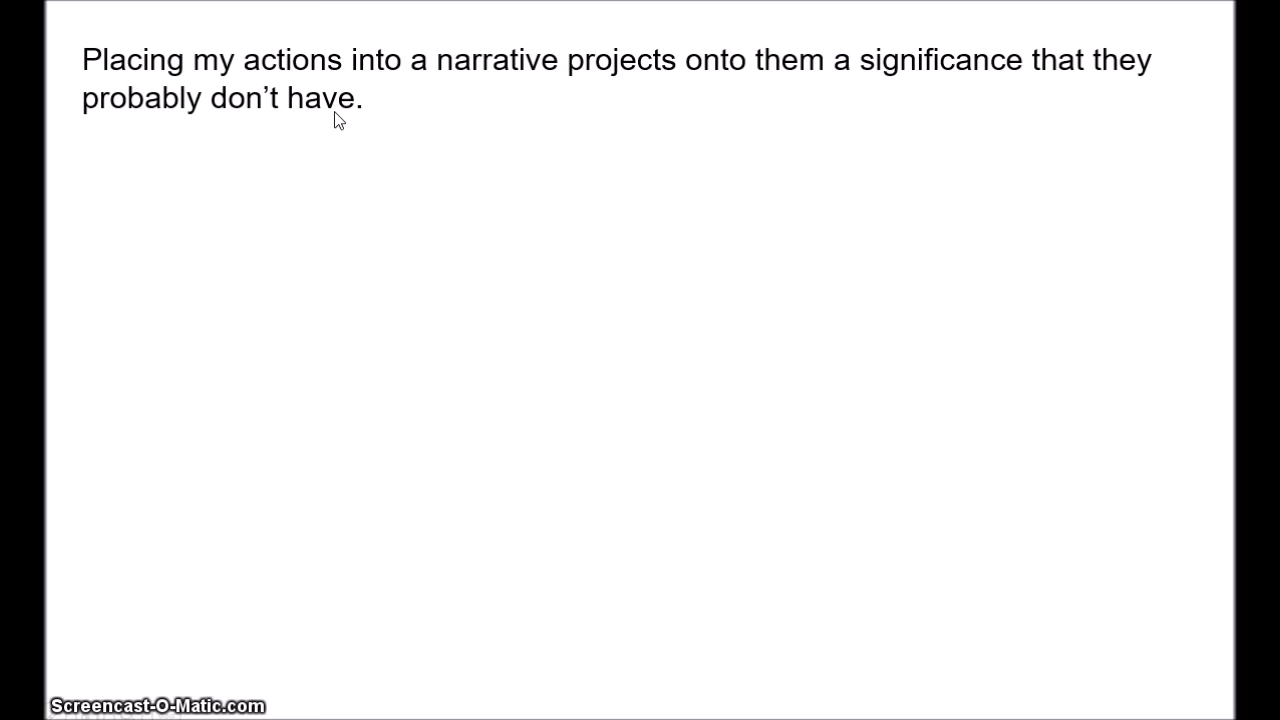 Placing my actions into a narrative projects onto them a significance that they
probably don’t have.
Screencast-O-Matic.com